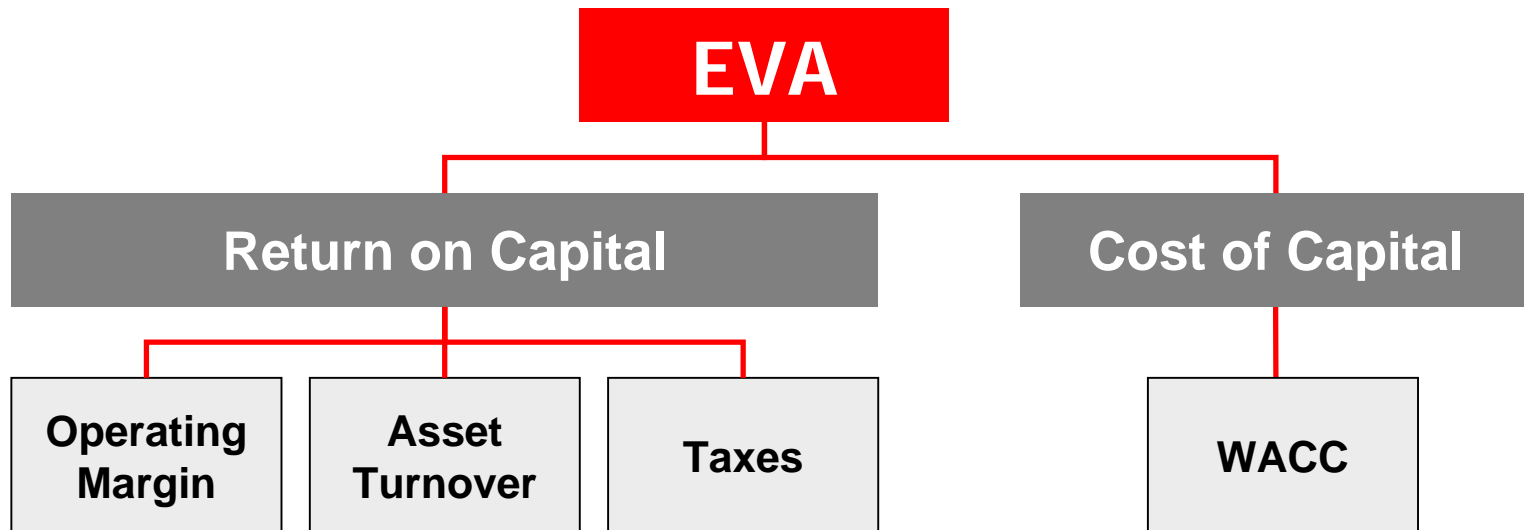 EVA
Return on Capital
Cost of Capital
Operating
Margin
Asset
Turnover
Taxes
WACC